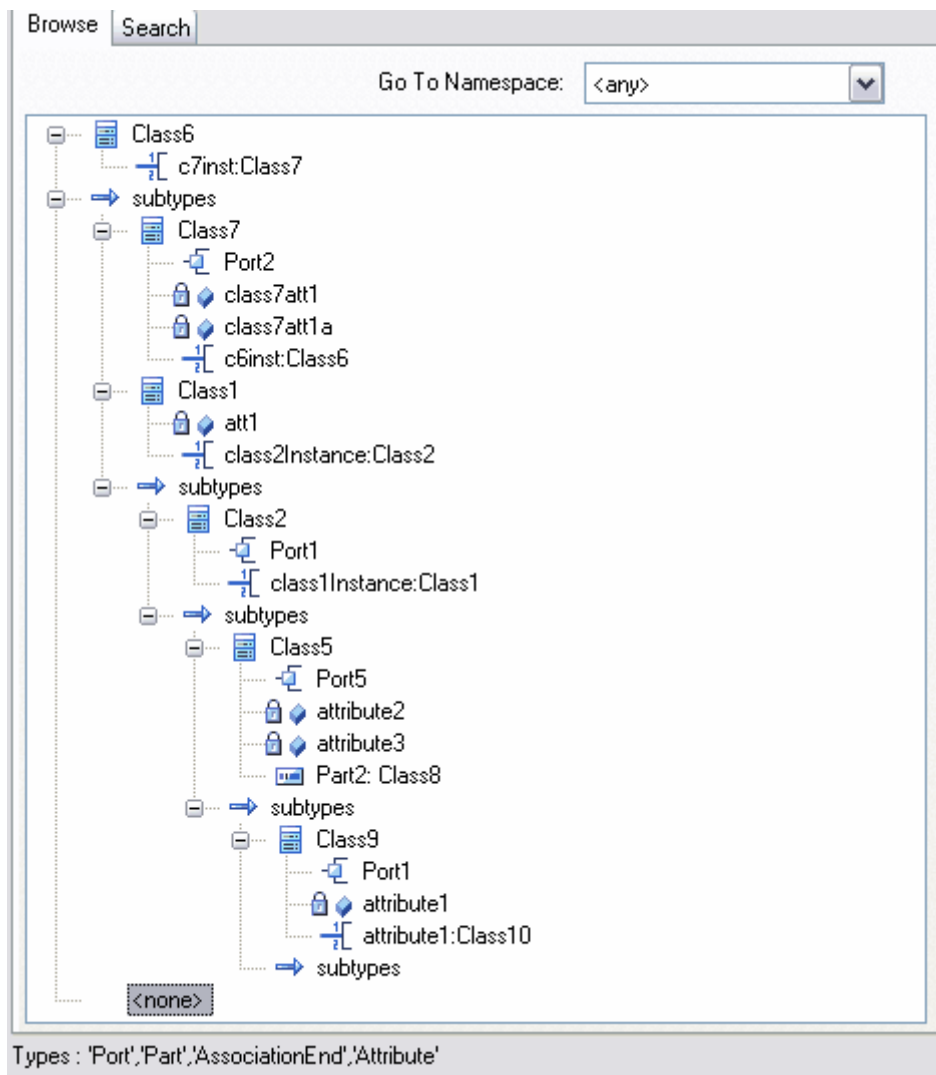 Browse Search
Go To Namespace: <any>
Class6
c7inst:Class7
subtypes
Class7
Port2
class7att1
class7att1a
c6inst:Class6
Class1
att1
class2Instance:Class2
subtypes
Class2
Port1
class1Instance:Class1
subtypes
Class5
Port5
attribute2
attribute3
Part2: Class8
subtypes
Class9
Port1
attribute1
attribute1:Class10
subtypes
<none>
Types : 'Port','Part','AssociationEnd','Attribute'